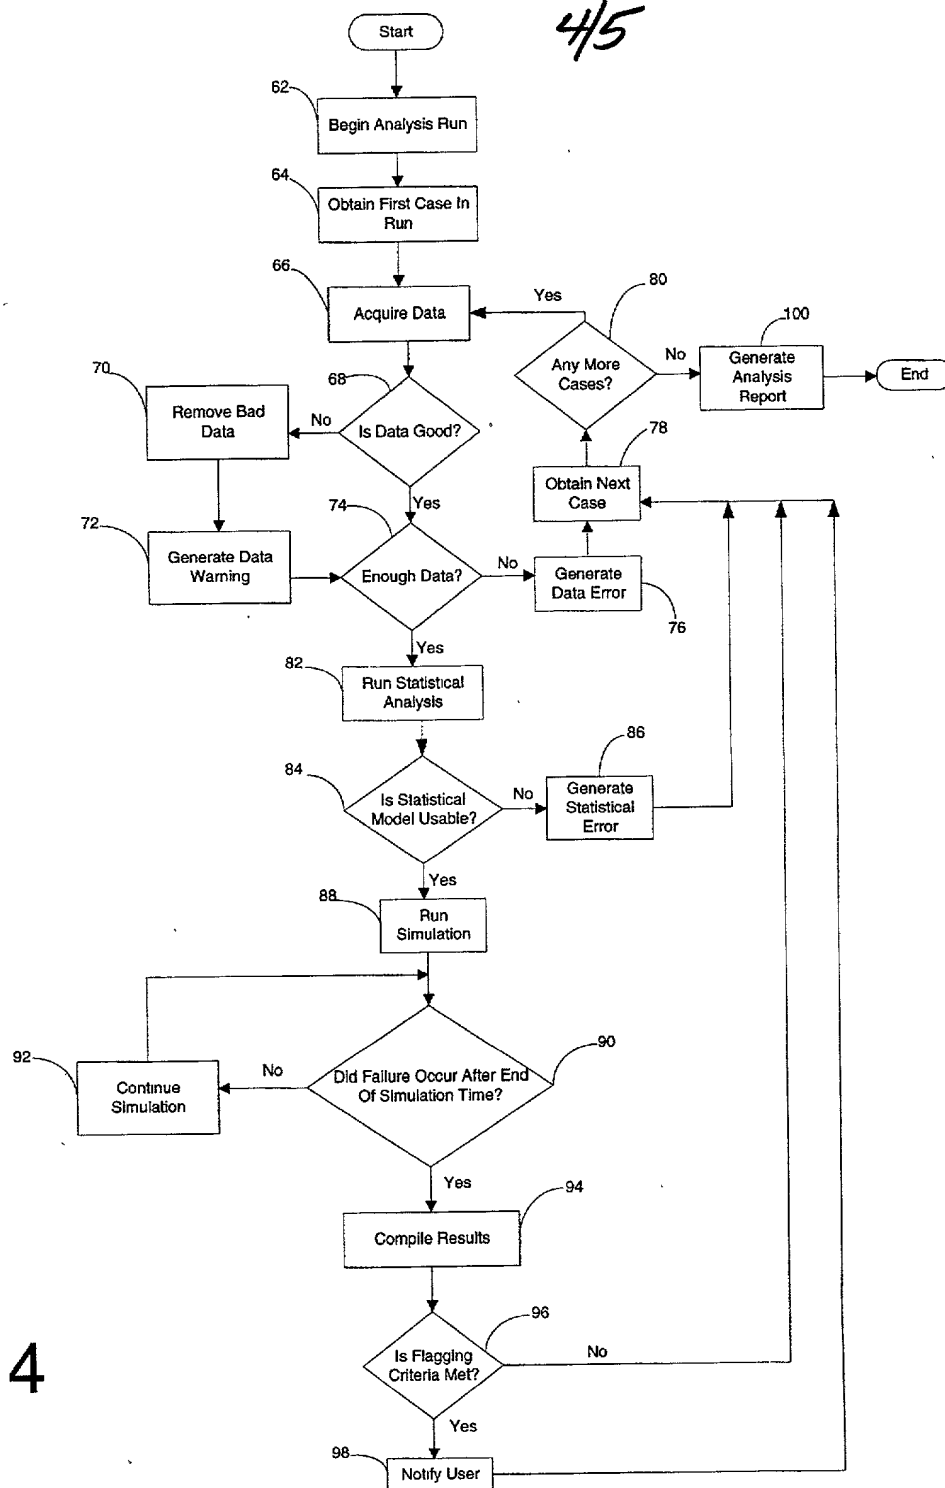 4/5
Start
62
Begin Analysis Run
64
Obtain First Case In
Run
66
Acquire Data
Yes
80
Any More
Cases?
No
100
Generate
Analysis
Report
End
68
Is Data Good?
No
70
Remove Bad
Data
Yes
72
Generate Data
Warning
74
Enough Data?
No
76
Generate
Data Error
78
Obtain Next
Case
Yes
82
Run Statistical
Analysis
84
Is Statistical
Model Usable?
No
86
Generate
Statistical
Error
Yes
88
Run
Simulation
90
Did Failure Occur After End
Of Simulation Time?
No
92
Continue
Simulation
Yes
94
Compile Results
96
Is Flagging
Criteria Met?
No
Yes
98
Notify User
4